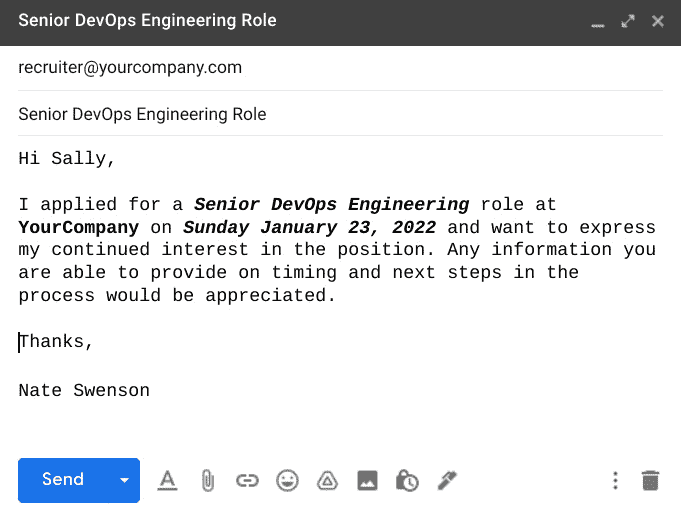 Senior DevOps Engineering Role
recruiter@yourcompany.com
Senior DevOps Engineering Role
Hi Sally,
I applied for a Senior DevOps Engineering role at
YourCompany on Sunday January 23, 2022 and want to express
my continued interest in the position. Any information you
are able to provide on timing and next steps in the
process would be appreciated.
Thanks,
Nate Swenson
Send